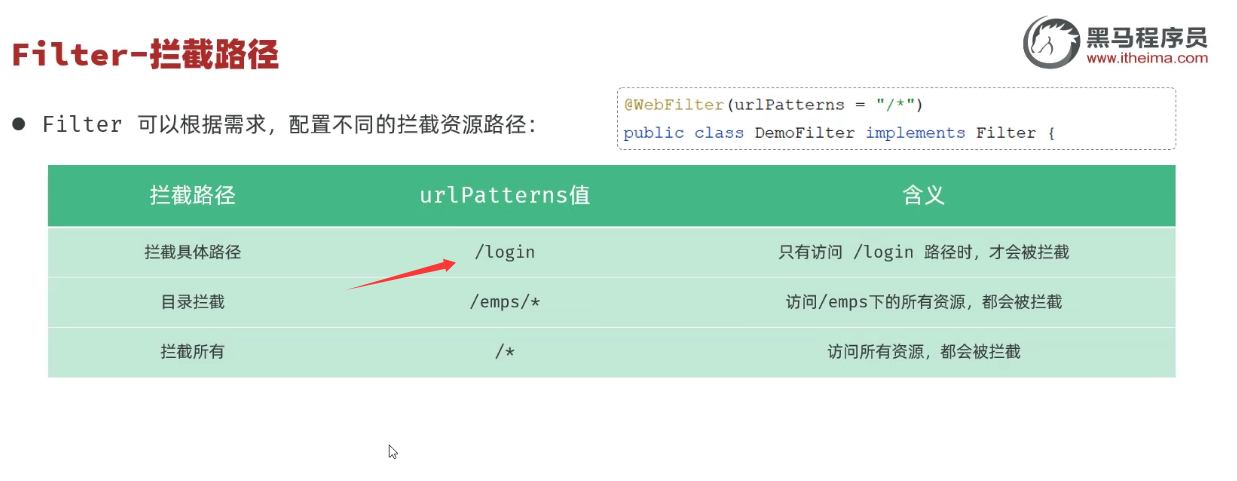 Filter-拦截路径
黑马程序员
www.itheima.com
● Filter 可以根据需求，配置不同的拦截资源路径：
@WebFilter(urlPatterns = "/*")
public class DemoFilter implements Filter {
拦截路径 urlPatterns值 含义
拦截具体路径 /login 只有访问 /login 路径时，才会被拦截
目录拦截 /emps/* 访问/emps下的所有资源，都会被拦截
拦截所有 /* 访问所有资源，都会被拦截